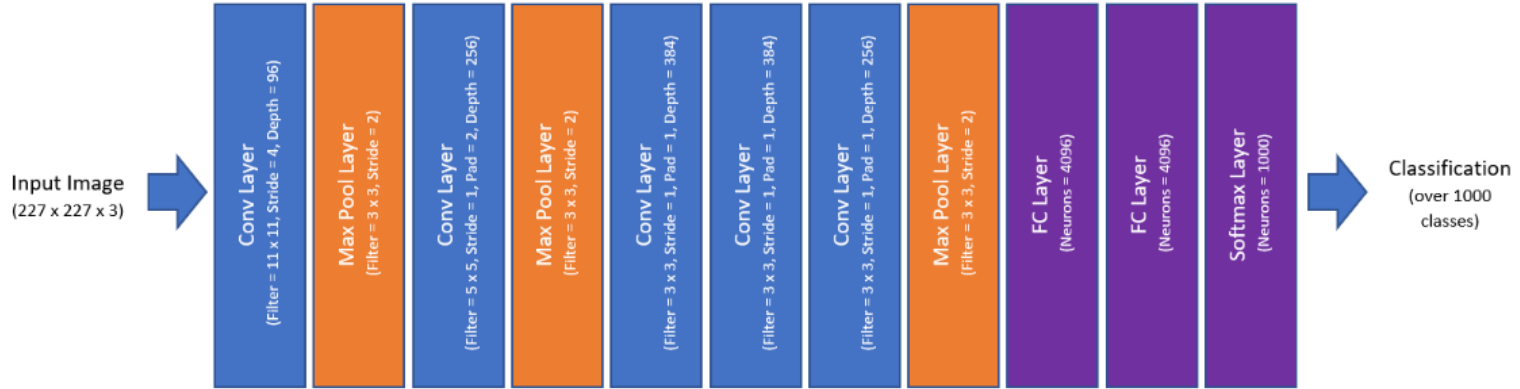 Input Image
(227 x 227 x 3)
Conv Layer
(Filter = 11 x 11, Stride = 4, Depth = 96)
Max Pool Layer
(Filter = 3 x 3, Stride = 2)
Conv Layer
(Filter = 5 x 5, Stride = 1, Pad = 2, Depth = 256)
Max Pool Layer
(Filter = 3 x 3, Stride = 2)
Conv Layer
(Filter = 3 x 3, Stride = 1, Pad = 1, Depth = 384)
Conv Layer
(Filter = 3 x 3, Stride = 1, Pad = 1, Depth = 384)
Conv Layer
(Filter = 3 x 3, Stride = 1, Pad = 1, Depth = 256)
Max Pool Layer
(Filter = 3 x 3, Stride = 2)
FC Layer
(Neurons = 4096)
FC Layer
(Neurons = 4096)
Softmax Layer
(Neurons = 1000)
Classification
(over 1000
classes)